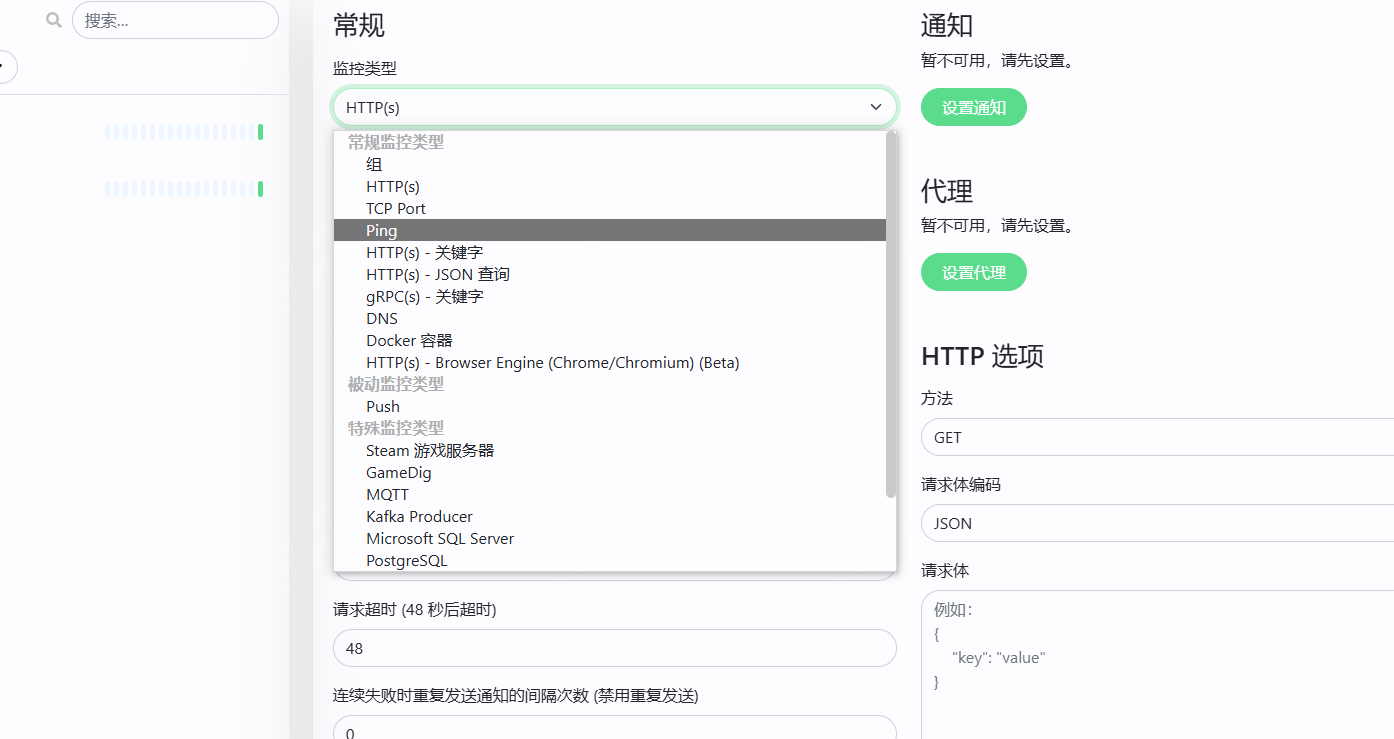 搜索...
常规
监控类型
HTTP(s)
常规监控类型
组
HTTP(s)
TCP Port
Ping
HTTP(s) - 关键字
HTTP(s) - JSON 查询
gRPC(s) - 关键字
DNS
Docker 容器
HTTP(s) - Browser Engine (Chrome/Chromium) (Beta)
被动监控类型
Push
特殊监控类型
Steam 游戏服务器
GameDig
MQTT
Kafka Producer
Microsoft SQL Server
PostgreSQL
请求超时 (48 秒后超时)
48
连续失败时重复发送通知的间隔次数 (禁用重复发送)
0
通知
暂不可用，请先设置。
设置通知
代理
暂不可用，请先设置。
设置代理
HTTP 选项
方法
GET
请求体编码
JSON
请求体
例如：
{
"key": "value"
}